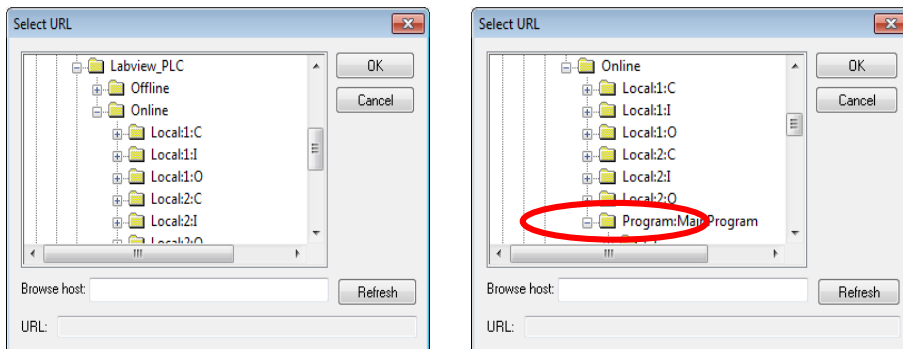 Select URL
Labview_PLC
OK
Offline
Cancel
Online
Local:1:C
Local:1:I
Local:1:O
Local:2:C
Local:2:I
Local:2:O
Browse host:
Refresh
URL:
Select URL
Online
OK
Local:1:C
Local:1:I
Cancel
Local:1:O
Local:2:C
Local:2:I
Local:2:O
Program:MainProgram
Browse host:
Refresh
URL: